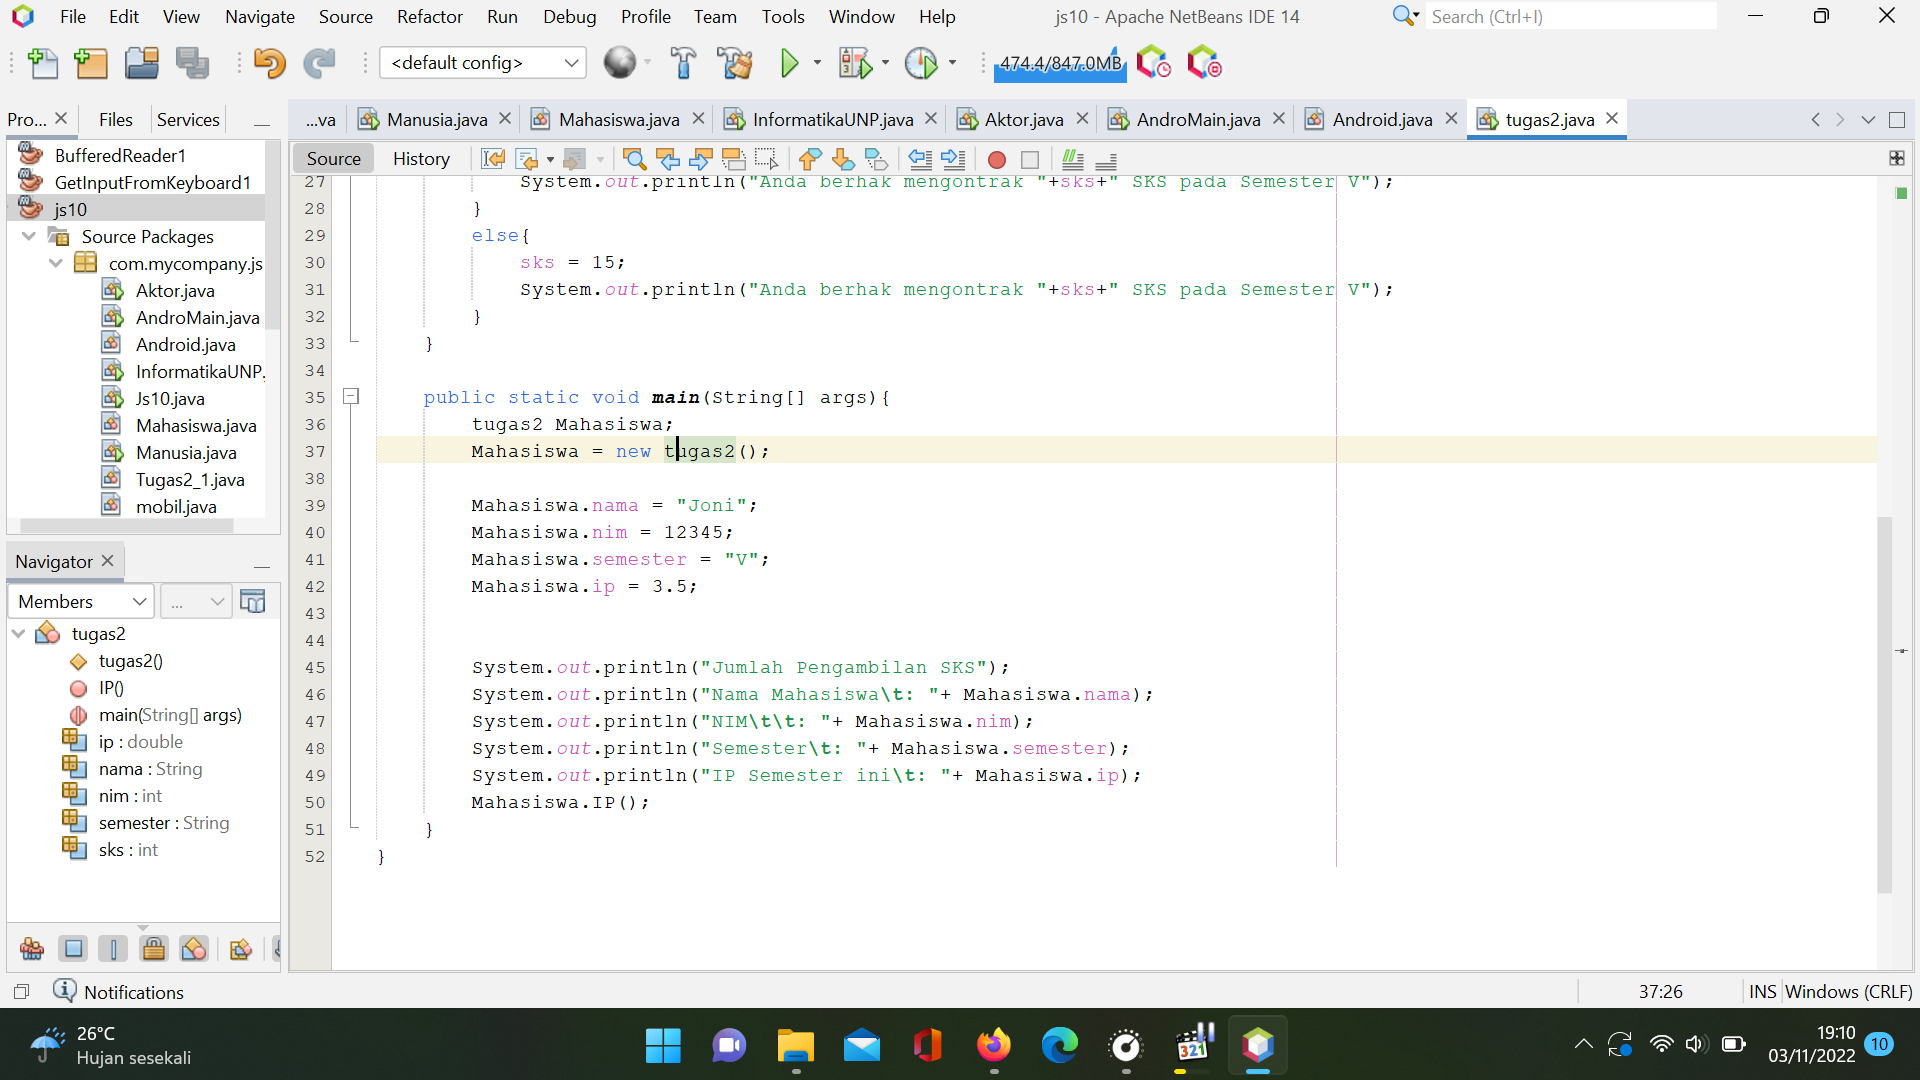 File Edit View Navigate Source Refactor Run Debug Profile Team Tools Window Help
js10 - Apache NetBeans IDE 14
Search (Ctrl+I)
<default config>
474.4/847.0MB
Pro... Files Services
...va Manusia.java Mahasiswa.java InformatikaUNP.java Aktor.java AndroMain.java Android.java tugas2.java
Source History
BufferedReader1
GetInputFromKeyboard1
js10
Source Packages
com.mycompany.js
Aktor.java
AndroMain.java
Android.java
InformatikaUNP.
Js10.java
Mahasiswa.java
Manusia.java
Tugas2_1.java
mobil.java
Navigator
Members ...
tugas2
tugas2()
IP()
main(String[] args)
ip : double
nama : String
nim : int
semester : String
sks : int
27 System.out.println("Anda berhak mengontrak "+sks+" SKS pada Semester V");
28 }
29 else{
30 sks = 15;
31 System.out.println("Anda berhak mengontrak "+sks+" SKS pada Semester V");
32 }
33 }
34
35 public static void main(String[] args){
36 tugas2 Mahasiswa;
37 Mahasiswa = new tugas2();
38
39 Mahasiswa.nama = "Joni";
40 Mahasiswa.nim = 12345;
41 Mahasiswa.semester = "V";
42 Mahasiswa.ip = 3.5;
43
44
45 System.out.println("Jumlah Pengambilan SKS");
46 System.out.println("Nama Mahasiswa\t: "+ Mahasiswa.nama);
47 System.out.println("NIM\t\t: "+ Mahasiswa.nim);
48 System.out.println("Semester\t: "+ Mahasiswa.semester);
49 System.out.println("IP Semester ini\t: "+ Mahasiswa.ip);
50 Mahasiswa.IP();
51 }
52 }
Notifications
37:26 INS Windows (CRLF)
26°C
Hujan sesekali
321
19:10
03/11/2022
10